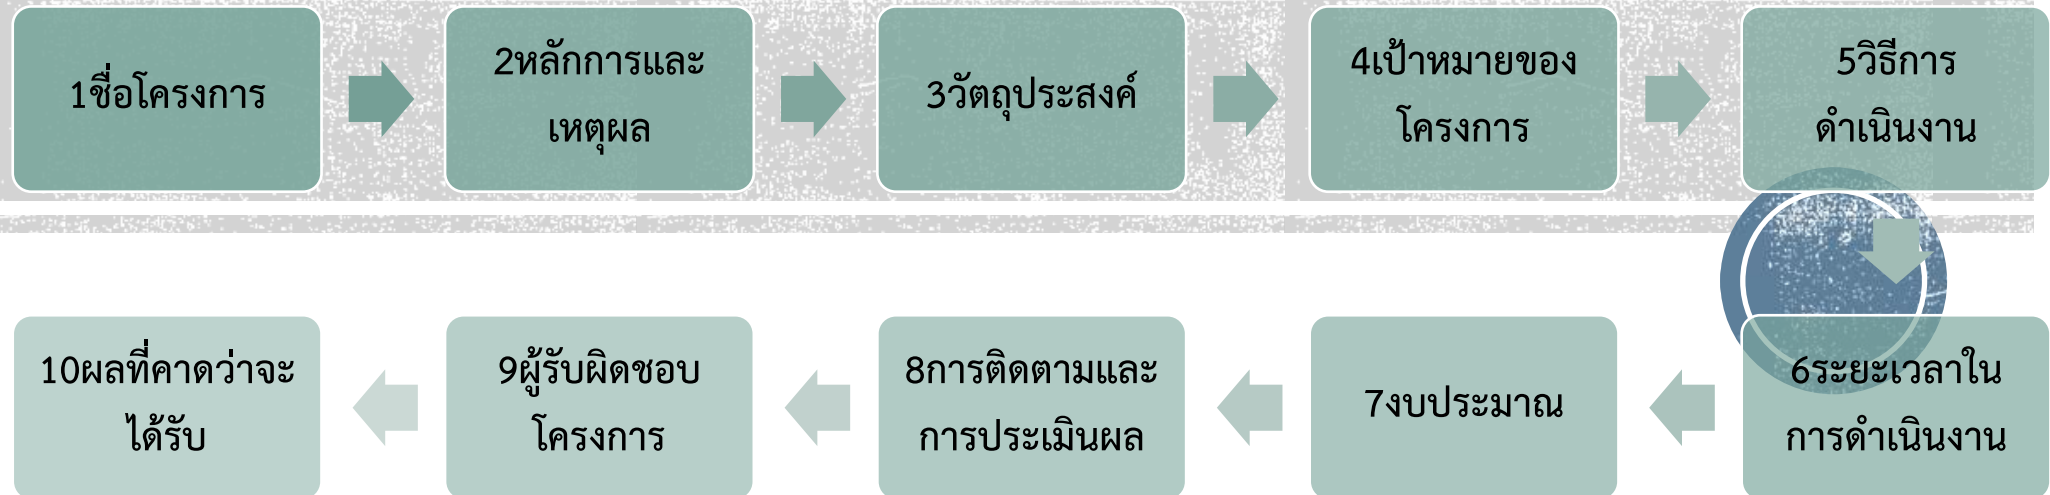 1ชื่อโครงการ
2หลักการและ
เหตุผล
3วัตถุประสงค์
4เป้าหมายของ
โครงการ
5วิธีการ
ดำเนินงาน
6ระยะเวลาใน
การดำเนินงาน
7งบประมาณ
8การติดตามและ
การประเมินผล
9ผู้รับผิดชอบ
โครงการ
10ผลที่คาดว่าจะ
ได้รับ